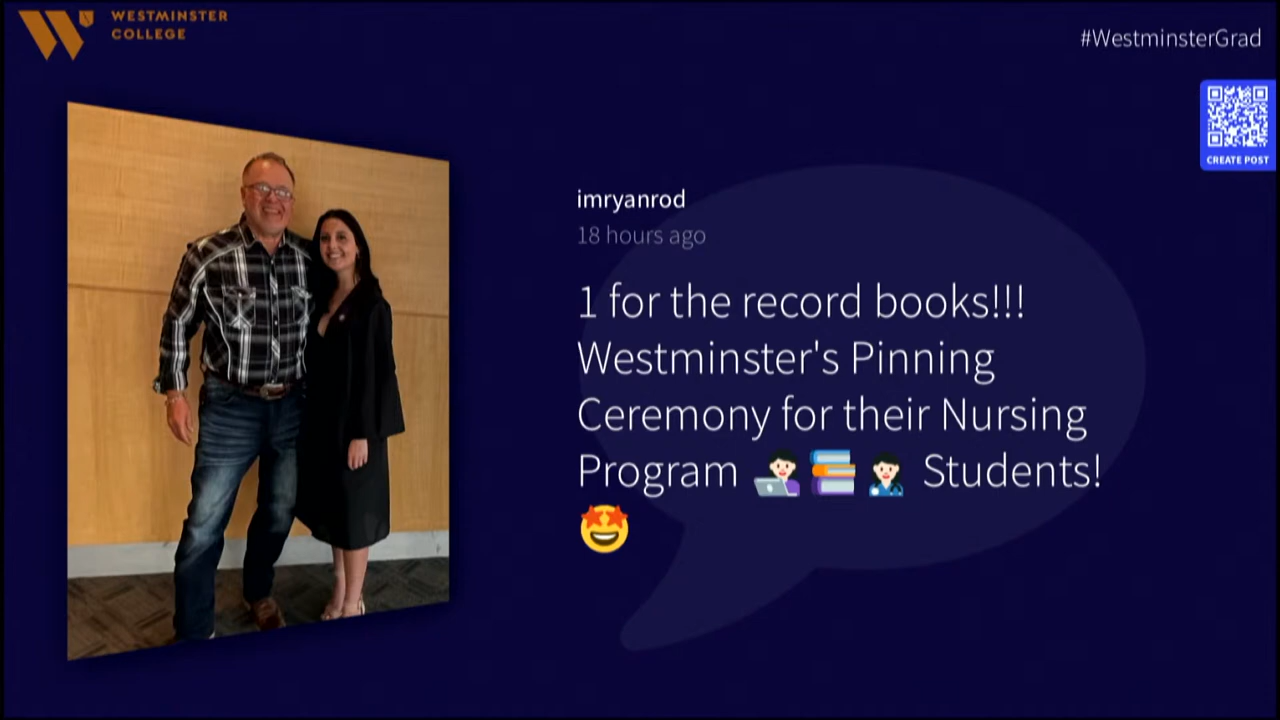 WESTMINSTER
COLLEGE
#WestminsterGrad
CREATE POST
imryanrod
18 hours ago
1 for the record books!!!
Westminster's Pinning
Ceremony for their Nursing
Program 👩🏻‍💻📚👩🏻‍⚕️ Students!
🤩